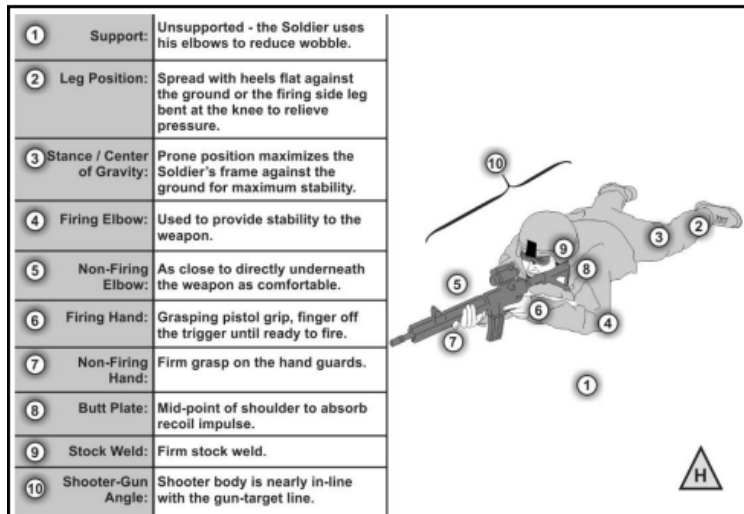 1 Support: Unsupported - the Soldier uses
his elbows to reduce wobble.
2 Leg Position: Spread with heels flat against
the ground or the firing side leg
bent at the knee to relieve
pressure.
3 Stance / Center Prone position maximizes the
of Gravity: Soldier's frame against the
ground for maximum stability.
4 Firing Elbow: Used to provide stability to the
weapon.
5 Non-Firing As close to directly underneath
Elbow: the weapon as comfortable.
6 Firing Hand: Grasping pistol grip, finger off
the trigger until ready to fire.
7 Non-Firing Firm grasp on the hand guards.
Hand:
8 Butt Plate: Mid-point of shoulder to absorb
recoil impulse.
9 Stock Weld: Firm stock weld.
10 Shooter-Gun Shooter body is nearly in-line
Angle: with the gun-target line.
10
2
3
9
8
5
6
4
7
1
H